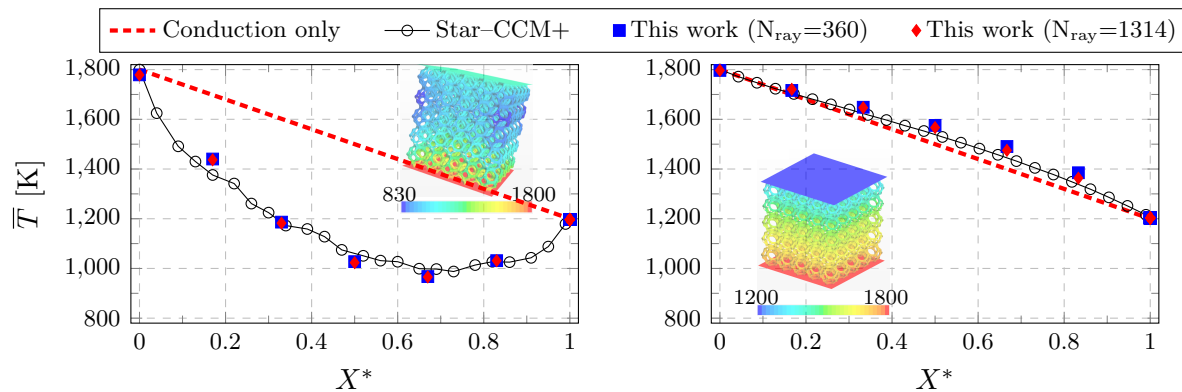 Conduction only Star–CCM+ This work (N_ray=360) This work (N_ray=1314)
1,800
1,600
1,400
1,200
1,000
800
T̅ [K]
830 1800
0 0.2 0.4 0.6 0.8 1
X*
1,800
1,600
1,400
1,200
1,000
800
1200 1800
0 0.2 0.4 0.6 0.8 1
X*